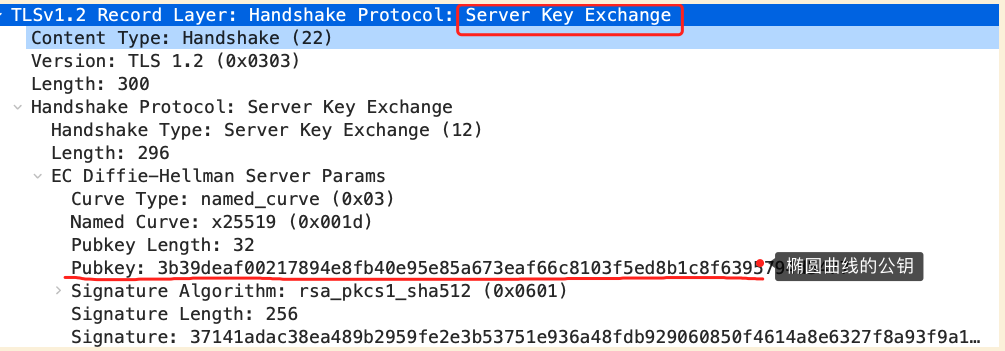 TLSv1.2 Record Layer: Handshake Protocol: Server Key Exchange
Content Type: Handshake (22)
Version: TLS 1.2 (0x0303)
Length: 300
Handshake Protocol: Server Key Exchange
Handshake Type: Server Key Exchange (12)
Length: 296
EC Diffie-Hellman Server Params
Curve Type: named_curve (0x03)
Named Curve: x25519 (0x001d)
Pubkey Length: 32
Pubkey: 3b39deaf00217894e8fb40e95e85a673eaf66c8103f5ed8b1c8f639579
椭圆曲线的公钥
Signature Algorithm: rsa_pkcs1_sha512 (0x0601)
Signature Length: 256
Signature: 37141adac38ea489b2959fe2e3b53751e936a48fdb929060850f4614a8e6327f8a93f9a1…